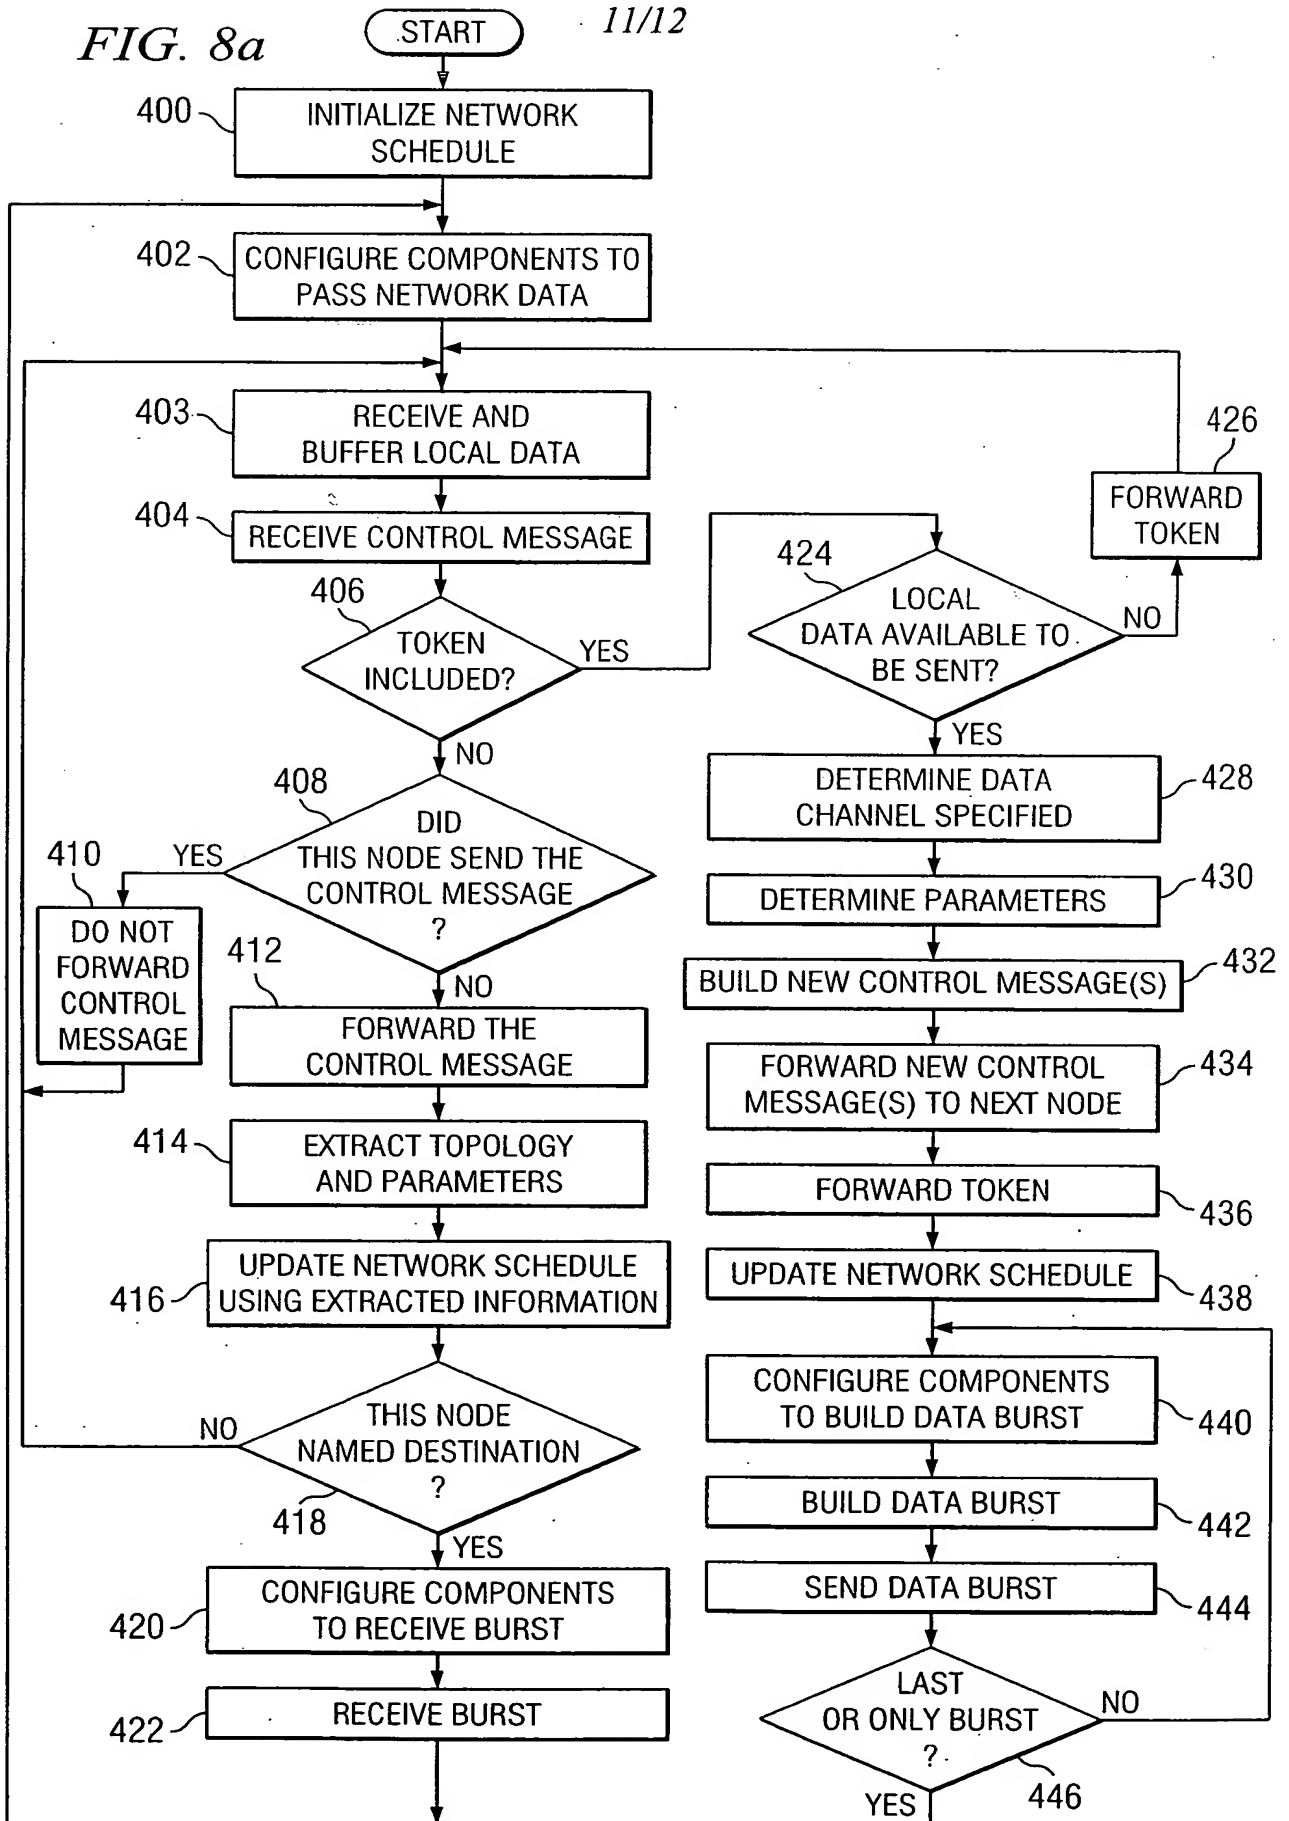 FIG. 8a
11/12
START
400
INITIALIZE NETWORK
SCHEDULE
402
CONFIGURE COMPONENTS TO
PASS NETWORK DATA
403
RECEIVE AND
BUFFER LOCAL DATA
404
RECEIVE CONTROL MESSAGE
406
TOKEN
INCLUDED?
YES
NO
408
DID
THIS NODE SEND THE
CONTROL MESSAGE
?
YES
NO
410
DO NOT
FORWARD
CONTROL
MESSAGE
412
FORWARD THE
CONTROL MESSAGE
414
EXTRACT TOPOLOGY
AND PARAMETERS
416
UPDATE NETWORK SCHEDULE
USING EXTRACTED INFORMATION
THIS NODE
NAMED DESTINATION
?
NO
418
YES
420
CONFIGURE COMPONENTS
TO RECEIVE BURST
422
RECEIVE BURST
424
LOCAL
DATA AVAILABLE TO
BE SENT?
NO
426
FORWARD
TOKEN
YES
DETERMINE DATA
CHANNEL SPECIFIED
428
DETERMINE PARAMETERS
430
BUILD NEW CONTROL MESSAGE(S)
432
FORWARD NEW CONTROL
MESSAGE(S) TO NEXT NODE
434
FORWARD TOKEN
436
UPDATE NETWORK SCHEDULE
438
CONFIGURE COMPONENTS
TO BUILD DATA BURST
440
BUILD DATA BURST
442
SEND DATA BURST
444
LAST
OR ONLY BURST
?
NO
446
YES